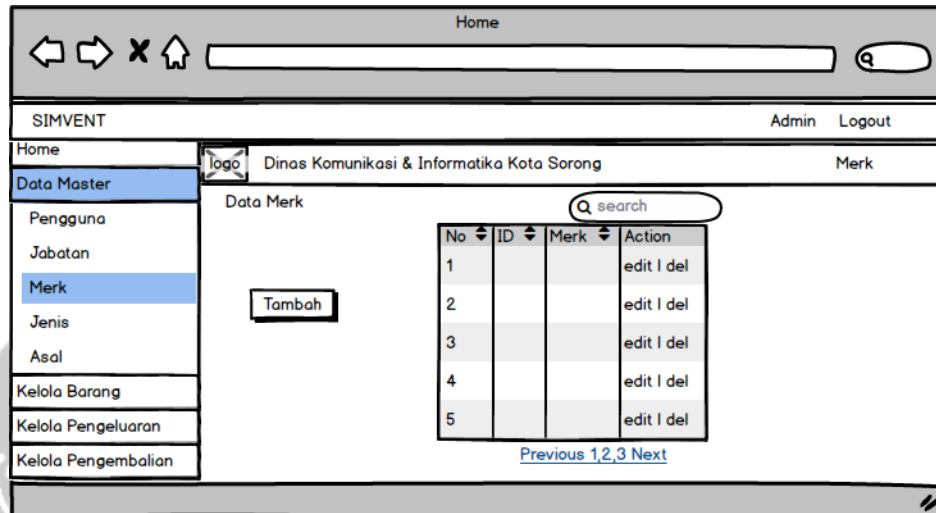 Home
SIMVENT Admin Logout
Home
Data Master
Pengguna
Jabatan
Merk
Jenis
Asal
Kelola Barang
Kelola Pengeluaran
Kelola Pengembalian
logo Dinas Komunikasi & Informatika Kota Sorong Merk
Data Merk
search
Tambah
No ID Merk Action
1 edit | del
2 edit | del
3 edit | del
4 edit | del
5 edit | del
Previous 1,2,3 Next